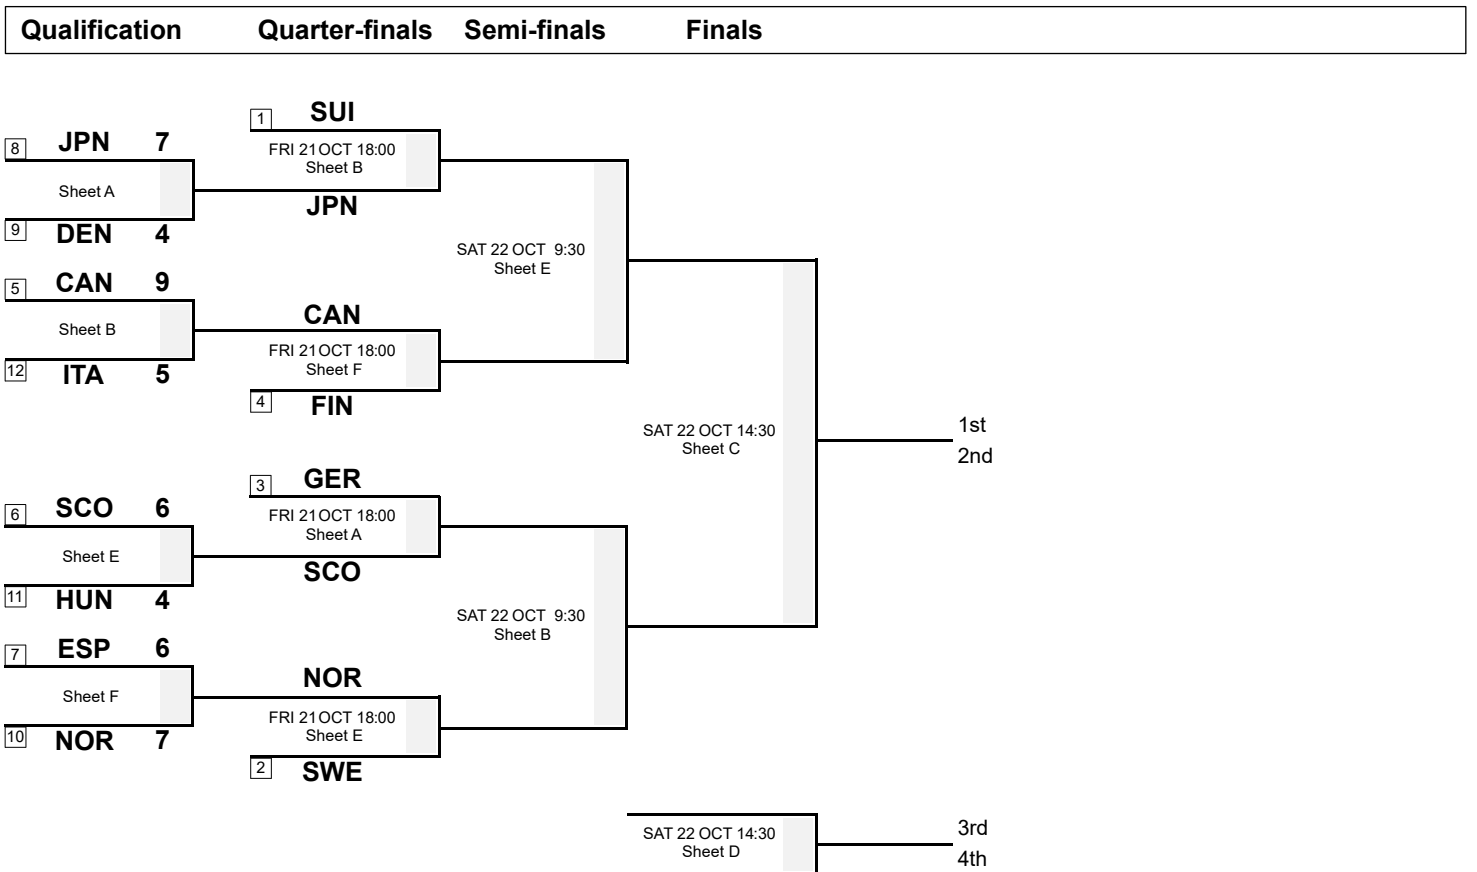 Qualification Quarter-finals Semi-finals Finals
1 SUI
8 JPN 7
FRI 21 OCT 18:00
Sheet B
Sheet A
JPN
9 DEN 4
SAT 22 OCT 9:30
Sheet E
5 CAN 9
CAN
Sheet B
FRI 21 OCT 18:00
Sheet F
12 ITA 5
4 FIN
SAT 22 OCT 14:30
Sheet C
1st
2nd
3 GER
6 SCO 6
FRI 21 OCT 18:00
Sheet A
Sheet E
SCO
11 HUN 4
SAT 22 OCT 9:30
Sheet B
7 ESP 6
NOR
Sheet F
FRI 21 OCT 18:00
Sheet E
10 NOR 7
2 SWE
SAT 22 OCT 14:30
Sheet D
3rd
4th